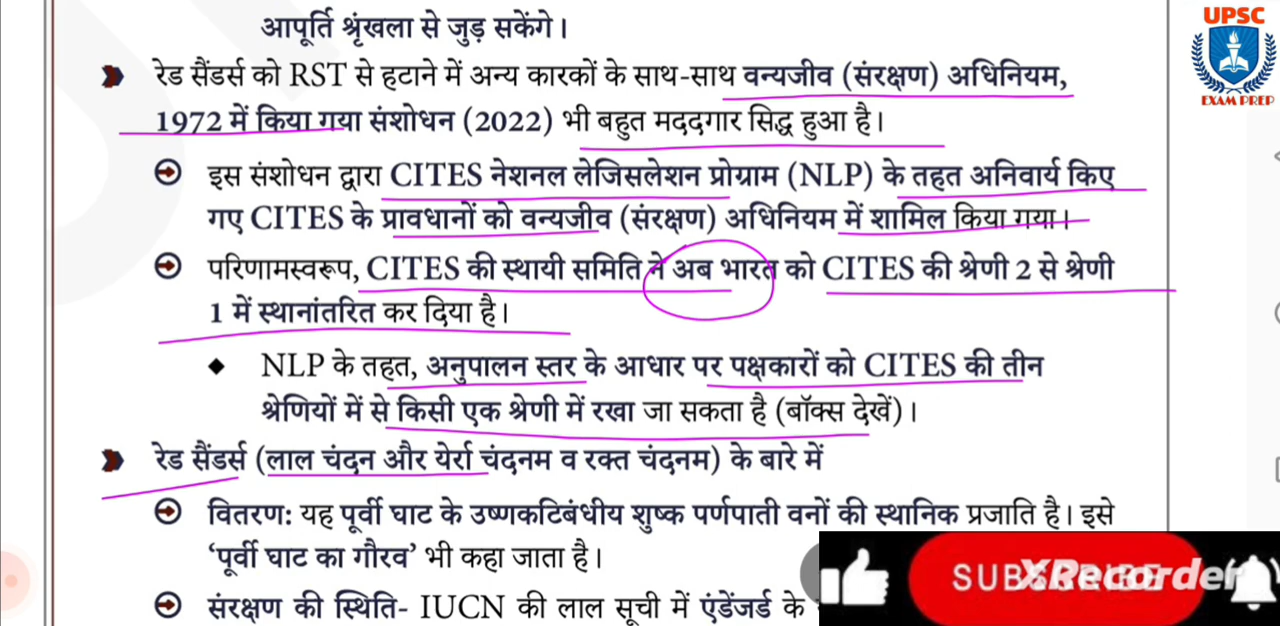 आपूर्ति श्रृंखला से जुड़ सकेंगे।
UPSC
EXAM PREP
रेड सैंडर्स को RST से हटाने में अन्य कारकों के साथ-साथ वन्यजीव (संरक्षण) अधिनियम,
1972 में किया गया संशोधन (2022) भी बहुत मददगार सिद्ध हुआ है।
इस संशोधन द्वारा CITES नेशनल लेजिसलेशन प्रोग्राम (NLP) के तहत अनिवार्य किए
गए CITES के प्रावधानों को वन्यजीव (संरक्षण) अधिनियम में शामिल किया गया।
परिणामस्वरूप, CITES की स्थायी समिति ने अब भारत को CITES की श्रेणी 2 से श्रेणी
1 में स्थानांतरित कर दिया है।
NLP के तहत, अनुपालन स्तर के आधार पर पक्षकारों को CITES की तीन
श्रेणियों में से किसी एक श्रेणी में रखा जा सकता है (बॉक्स देखें)।
रेड सैंडर्स (लाल चंदन और येर्रा चंदनम व रक्त चंदनम) के बारे में
वितरण: यह पूर्वी घाट के उष्णकटिबंधीय शुष्क पर्णपाती वनों की स्थानिक प्रजाति है। इसे
‘पूर्वी घाट का गौरव’ भी कहा जाता है।
संरक्षण की स्थिति- IUCN की लाल सूची में एंडेंजर्ड के
SUBSCRIBE
XRecorder